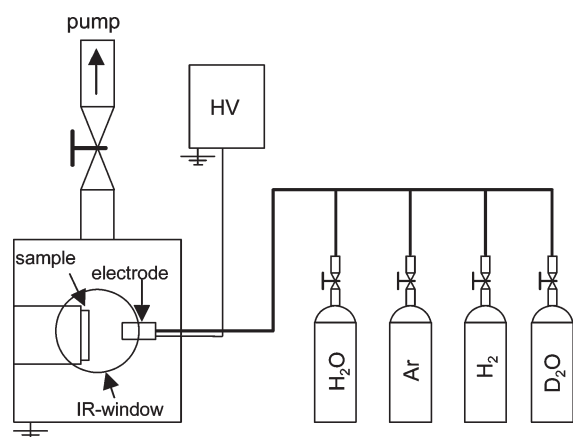 pump
HV
sample
electrode
IR-window
H₂O
Ar
H₂
D₂O